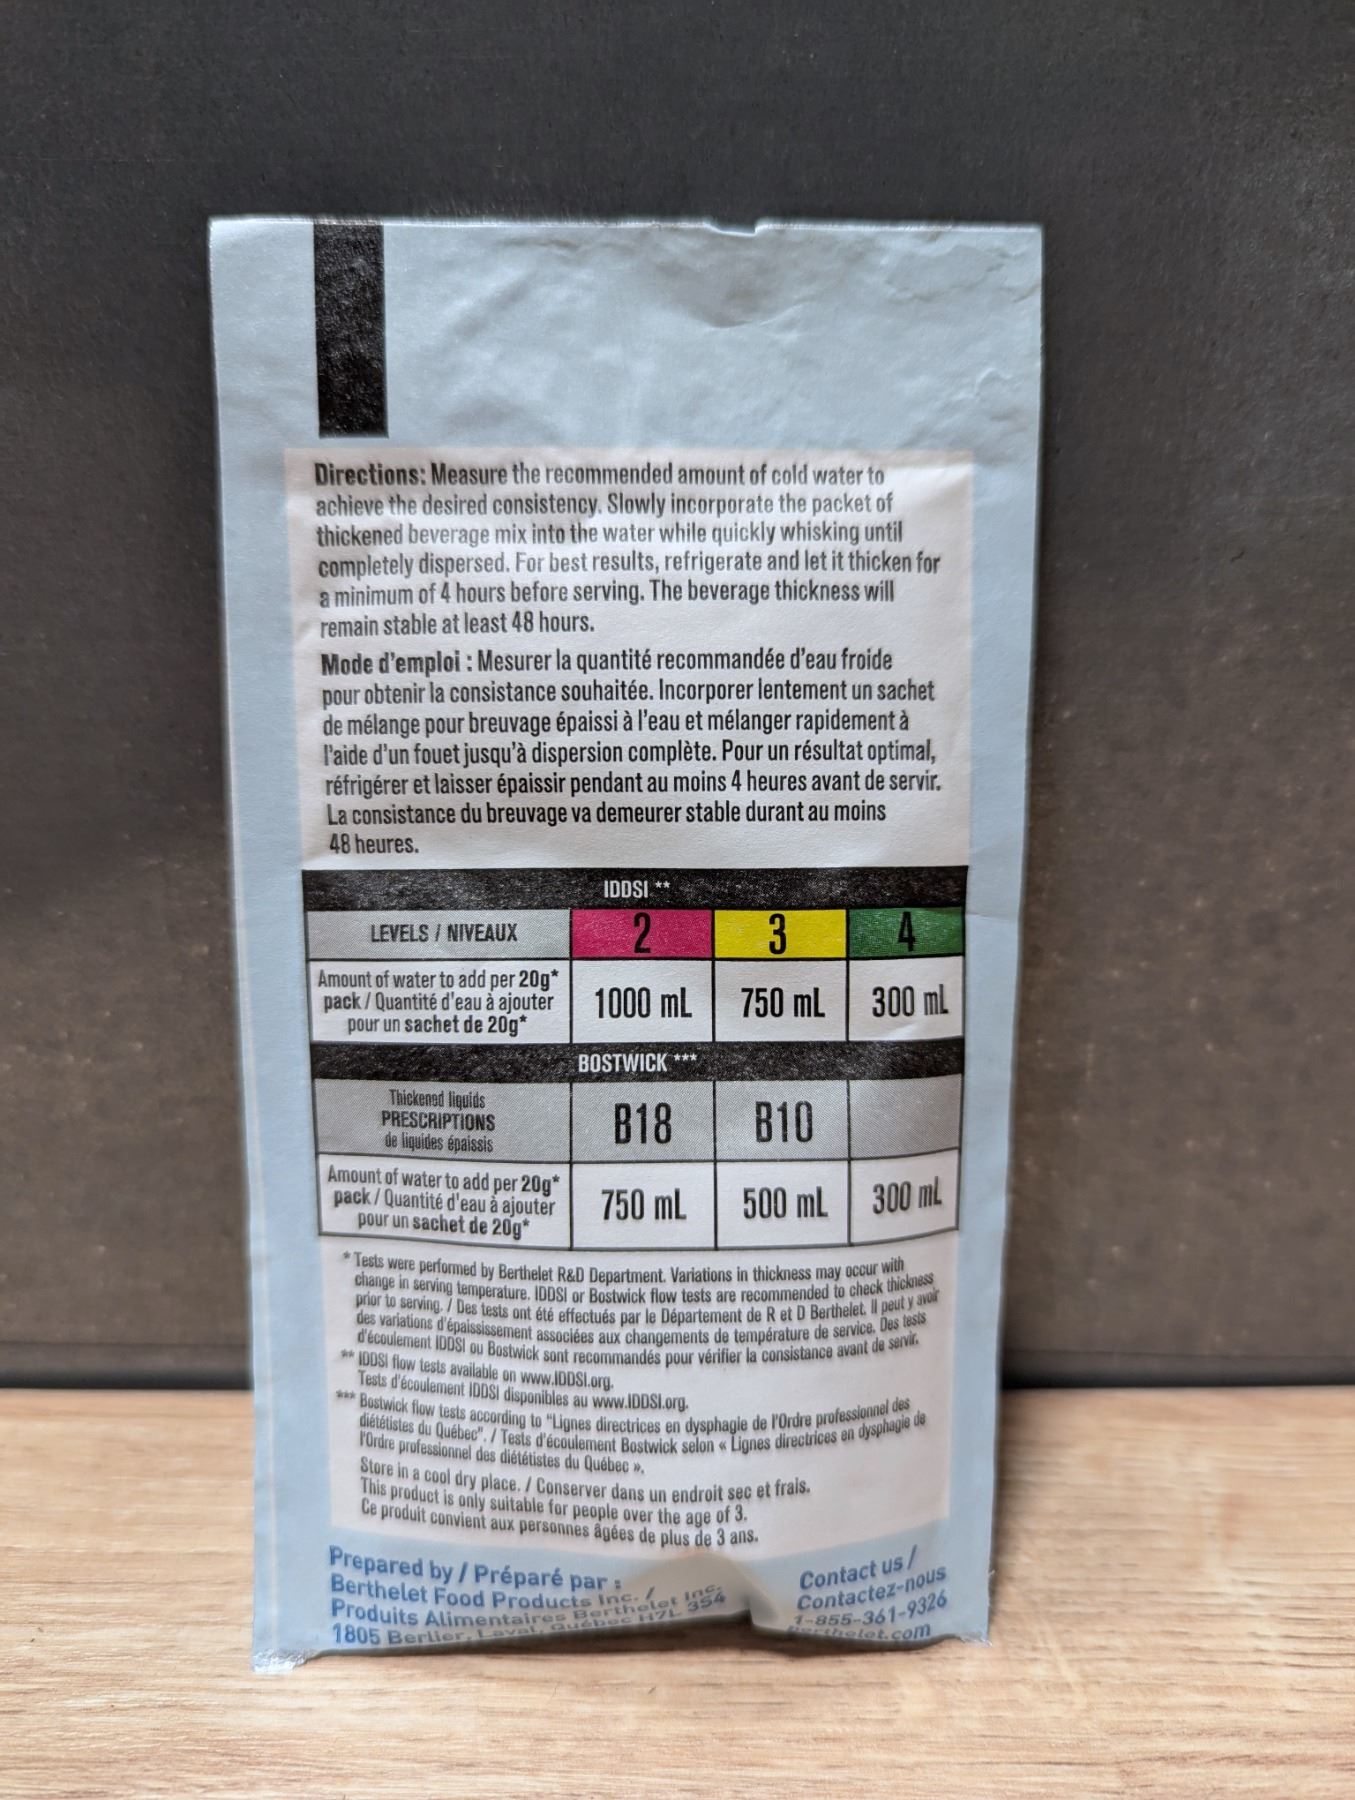 Directions: Measure the recommended amount of cold water to
achieve the desired consistency. Slowly incorporate the packet of
thickened beverage mix into the water while quickly whisking until
completely dispersed. For best results, refrigerate and let it thicken for
a minimum of 4 hours before serving. The beverage thickness will
remain stable at least 48 hours.
Mode d'emploi : Mesurer la quantité recommandée d'eau froide
pour obtenir la consistance souhaitée. Incorporer lentement un sachet
de mélange pour breuvage épaissi à l'eau et mélanger rapidement à
l'aide d'un fouet jusqu'à dispersion complète. Pour un résultat optimal,
réfrigérer et laisser épaissir pendant au moins 4 heures avant de servir.
La consistance du breuvage va demeurer stable durant au moins
48 heures.
IDDSI **
LEVELS / NIVEAUX 2 3 4
Amount of water to add per 20g*
pack / Quantité d'eau à ajouter
pour un sachet de 20g*
1000 mL 750 mL 300 mL
BOSTWICK ***
Thickened liquids
PRESCRIPTIONS
de liquides épaissis
B18 B10
Amount of water to add per 20g*
pack / Quantité d'eau à ajouter
pour un sachet de 20g*
750 mL 500 mL 300 mL
* Tests were performed by Berthelet R&D Department. Variations in thickness may occur with
change in serving temperature. IDDSI or Bostwick flow tests are recommended to check thickness
prior to serving. / Des tests ont été effectués par le Département de R et D Berthelet. Il peut y avoir
des variations d'épaississement associées aux changements de température de service. Des tests
d'écoulement IDDSI ou Bostwick sont recommandés pour vérifier la consistance avant de servir.
** IDDSI flow tests available on www.IDDSI.org.
Tests d'écoulement IDDSI disponibles au www.IDDSI.org.
*** Bostwick flow tests according to "Lignes directrices en dysphagie de l'Ordre professionnel des
diététistes du Québec". / Tests d'écoulement Bostwick selon « Lignes directrices en dysphagie de
l'Ordre professionnel des diététistes du Québec ».
Store in a cool dry place. / Conserver dans un endroit sec et frais.
This product is only suitable for people over the age of 3.
Ce produit convient aux personnes âgées de plus de 3 ans.
Prepared by / Préparé par :
Berthelet Food Products Inc. /
Produits Alimentaires Berthelet Inc.
1805 Berlier, Laval, Québec H7L 3S4
Contact us /
Contactez-nous
1-855-361-9326
berthelet.com